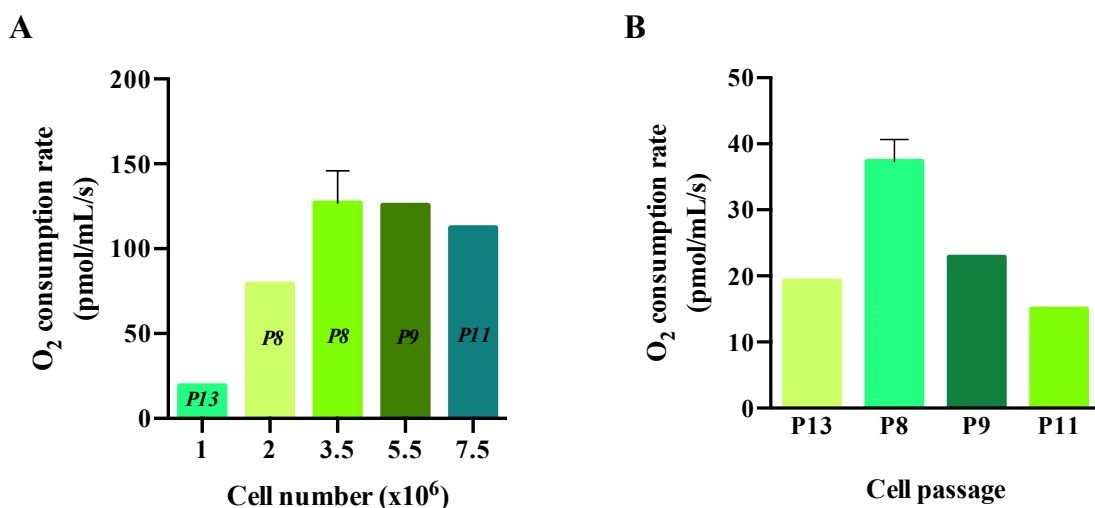 A
O₂ consumption rate
(pmol/mL/s)
200
150
100
50
0
P13
P8
P8
P9
P11
1 2 3.5 5.5 7.5
Cell number (x10⁶)
B
O₂ consumption rate
(pmol/mL/s)
50
40
30
20
10
0
P13 P8 P9 P11
Cell passage